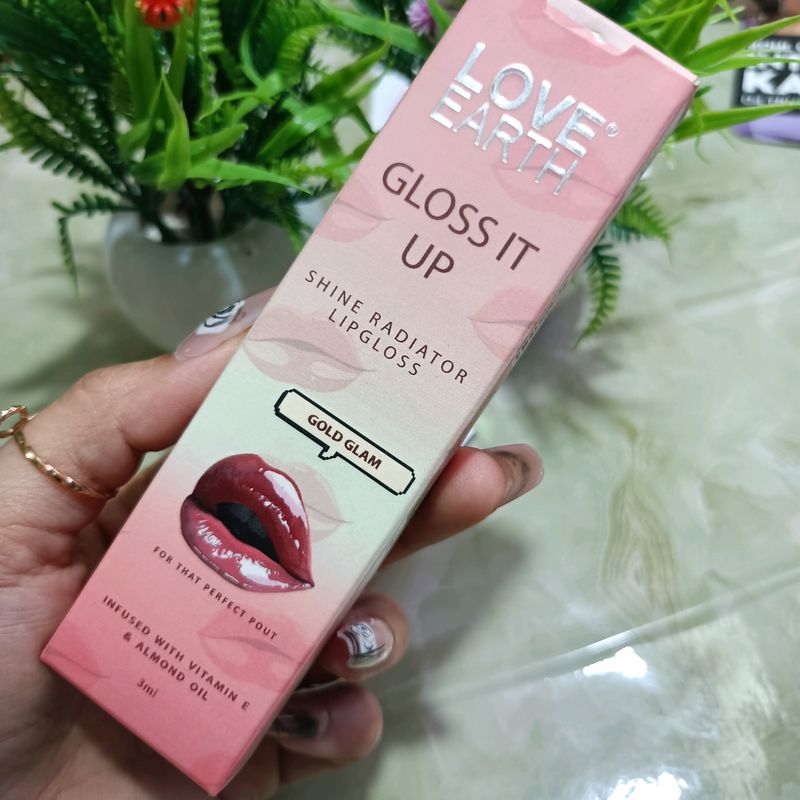 LOVE
EARTH®
GLOSS IT
UP
SHINE RADIATOR
LIPGLOSS
GOLD GLAM
FOR THAT PERFECT POUT
INFUSED WITH VITAMIN E
& ALMOND OIL
3ml
KA